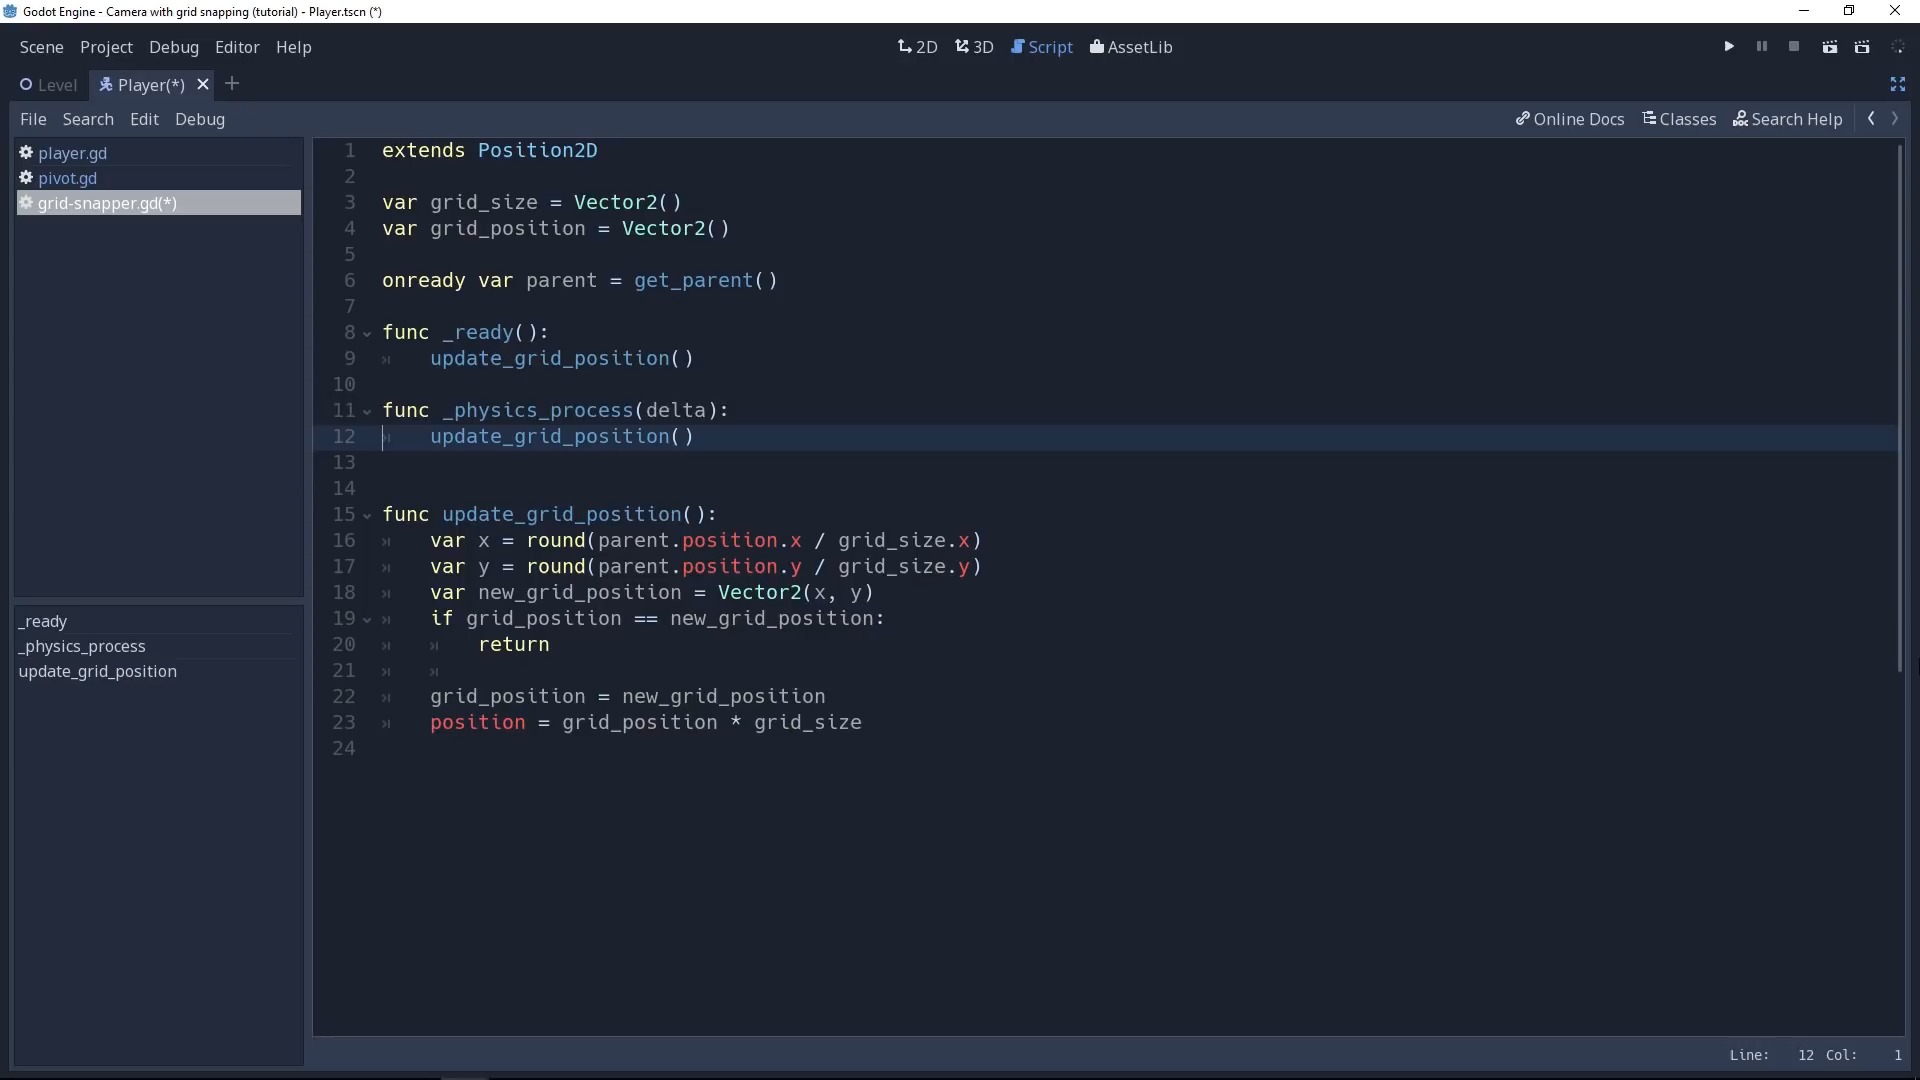 Godot Engine - Camera with grid snapping (tutorial) - Player.tscn (*)
Scene Project Debug Editor Help 2D 3D Script AssetLib
Level Player(*)
File Search Edit Debug Online Docs Classes Search Help
player.gd
pivot.gd
grid-snapper.gd(*)
_ready
_physics_process
update_grid_position
1 extends Position2D
2
3 var grid_size = Vector2()
4 var grid_position = Vector2()
5
6 onready var parent = get_parent()
7
8 func _ready():
9 update_grid_position()
10
11 func _physics_process(delta):
12 update_grid_position()
13
14
15 func update_grid_position():
16 var x = round(parent.position.x / grid_size.x)
17 var y = round(parent.position.y / grid_size.y)
18 var new_grid_position = Vector2(x, y)
19 if grid_position == new_grid_position:
20 return
21
22 grid_position = new_grid_position
23 position = grid_position * grid_size
24
Line: 12 Col: 1